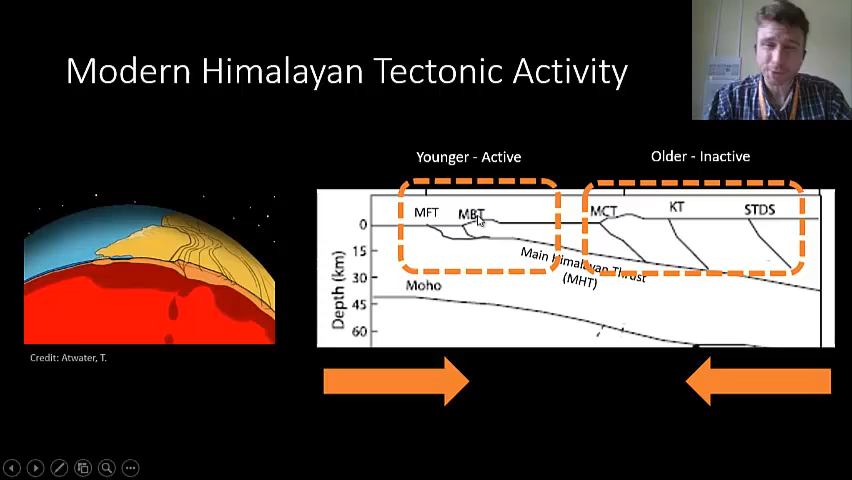 Modern Himalayan Tectonic Activity
Younger - Active
Older - Inactive
MFT
MBT
MCT
KT
STDS
0
15
30
45
60
Depth (km)
Main Himalayan Thrust
(MHT)
Moho
Credit: Atwater, T.